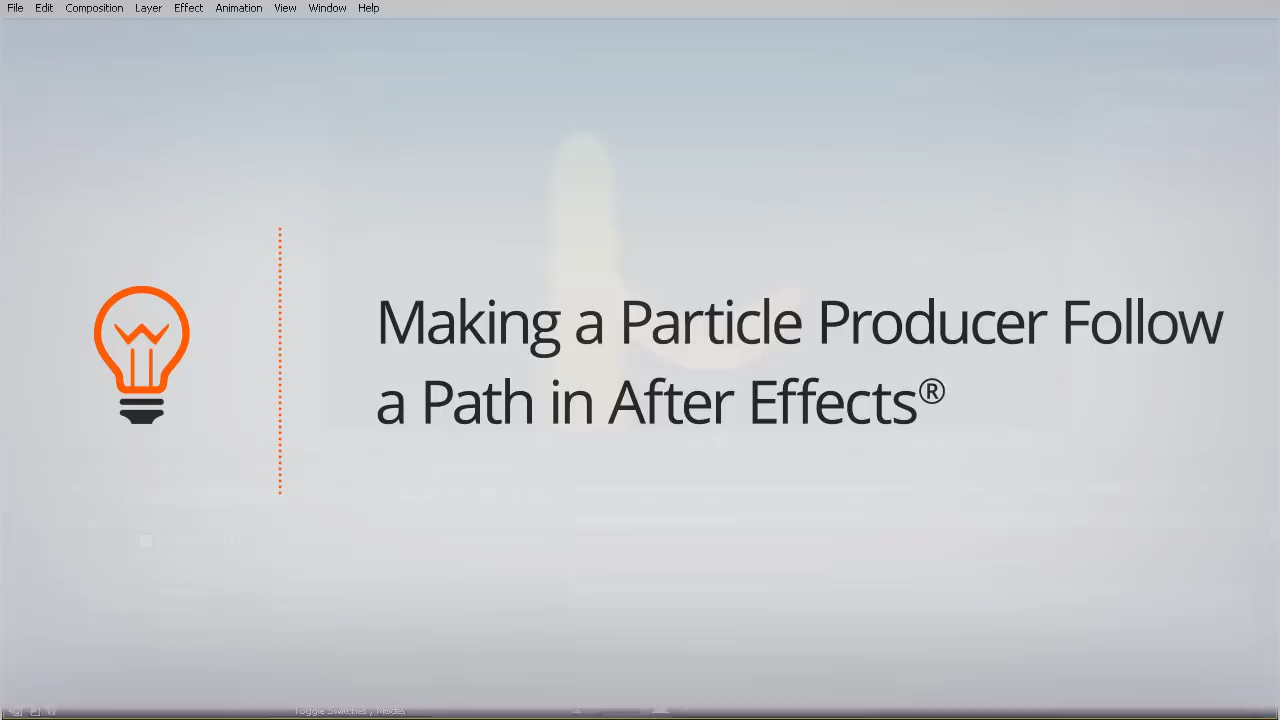 File Edit Composition Layer Effect Animation View Window Help
Making a Particle Producer Follow
a Path in After Effects®
Toggle Switches / Modes